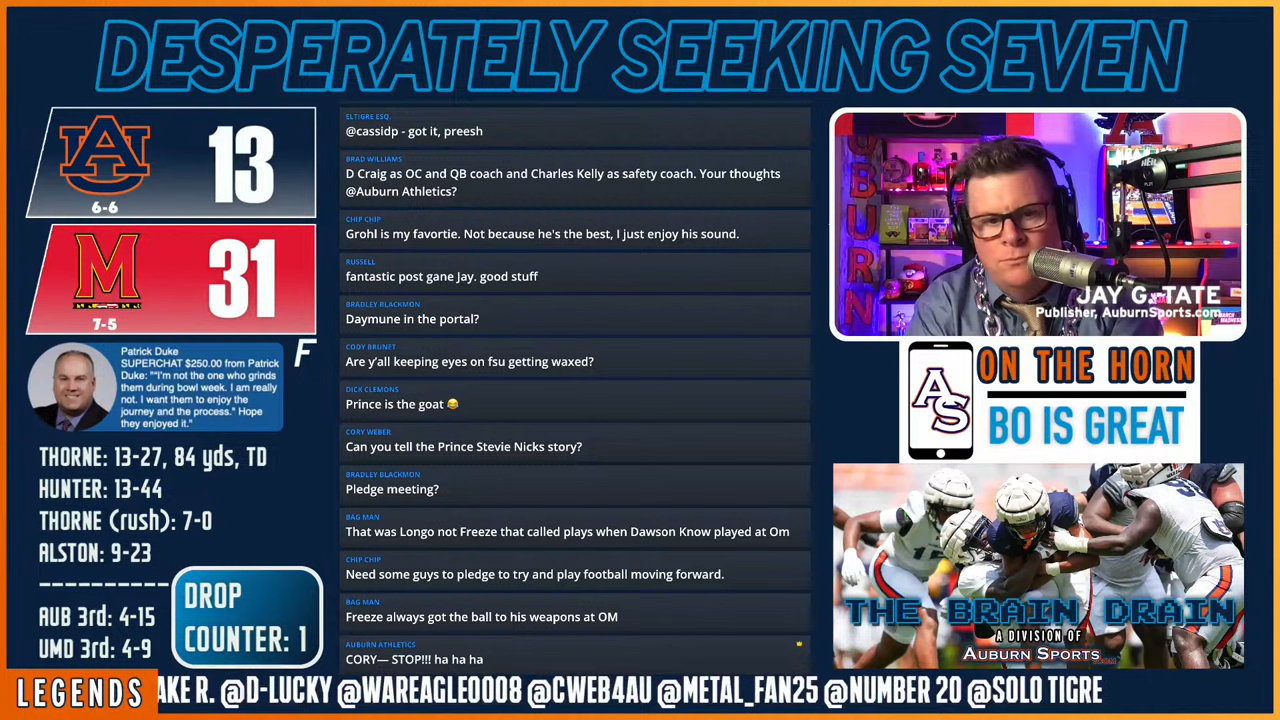 DESPERATELY SEEKING SEVEN
13
6-6
M
31
7-5
F
Patrick Duke
SUPERCHAT $250.00 from Patrick
Duke: ""I'm not the one who grinds
them during bowl week. I am really
not. I want them to enjoy the
journey and the process." Hope
they enjoyed it."
THORNE: 13-27, 84 yds, TD
HUNTER: 13-44
THORNE (rush): 7-0
ALSTON: 9-23
----------
AUB 3rd: 4-15
UMD 3rd: 4-9
DROP
COUNTER: 1
ELTIGRE ESQ.
@cassidp - got it, preesh
BRAD WILLIAMS
D Craig as OC and QB coach and Charles Kelly as safety coach. Your thoughts
@Auburn Athletics?
CHIP CHIP
Grohl is my favortie. Not because he's the best, I just enjoy his sound.
RUSSELL
fantastic post gane Jay. good stuff
BRADLEY BLACKMON
Daymune in the portal?
CODY BRUNET
Are y'all keeping eyes on fsu getting waxed?
DICK CLEMONS
Prince is the goat 😂
CORY WEBER
Can you tell the Prince Stevie Nicks story?
BRADLEY BLACKMON
Pledge meeting?
BAG MAN
That was Longo not Freeze that called plays when Dawson Know played at Om
CHIP CHIP
Need some guys to pledge to try and play football moving forward.
BAG MAN
Freeze always got the ball to his weapons at OM
AUBURN ATHLETICS
CORY— STOP!!! ha ha ha
BURN
HEIL
JAY G. TATE
Publisher, AuburnSports.com
AS
ON THE HORN
BO IS GREAT
THE BRAIN DRAIN
A DIVISION OF
AUBURN SPORTS
LEGENDS
AKE R. @D-LUCKY @WAREAGLE0008 @CWEB4AU @METAL_FAN25 @NUMBER 20 @SOLO TIGRE